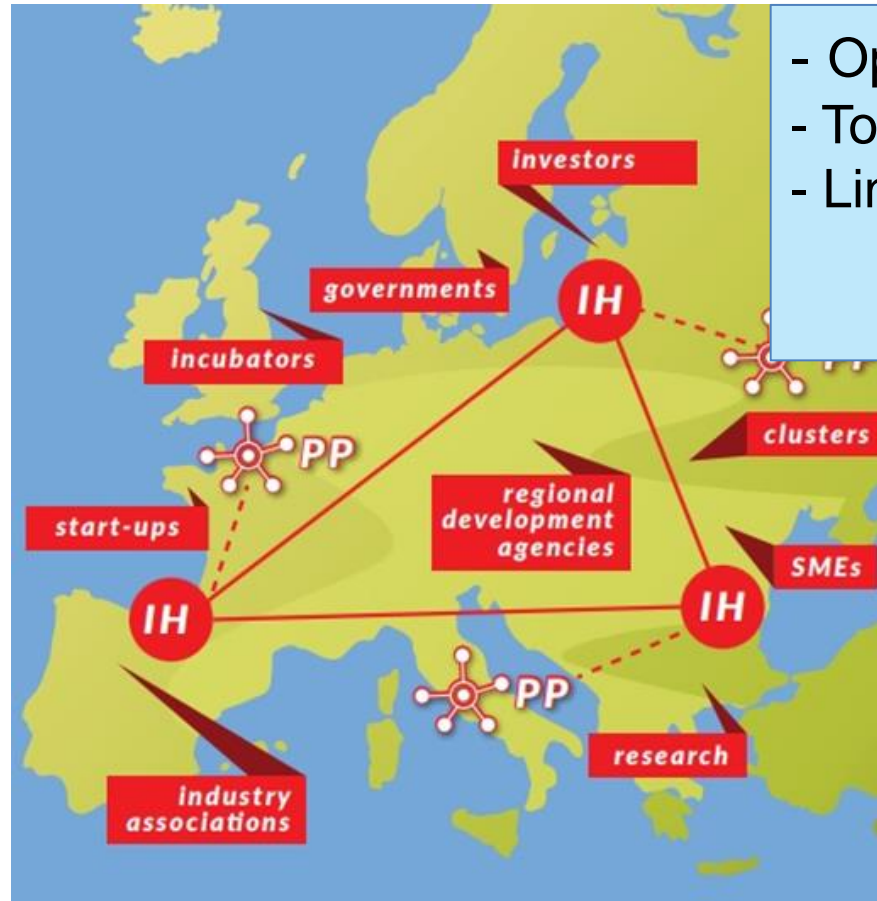 investors
IH
governments
incubators
PP
clusters
regional
development
agencies
start-ups
SMEs
IH
IH
PP
research
industry
associations